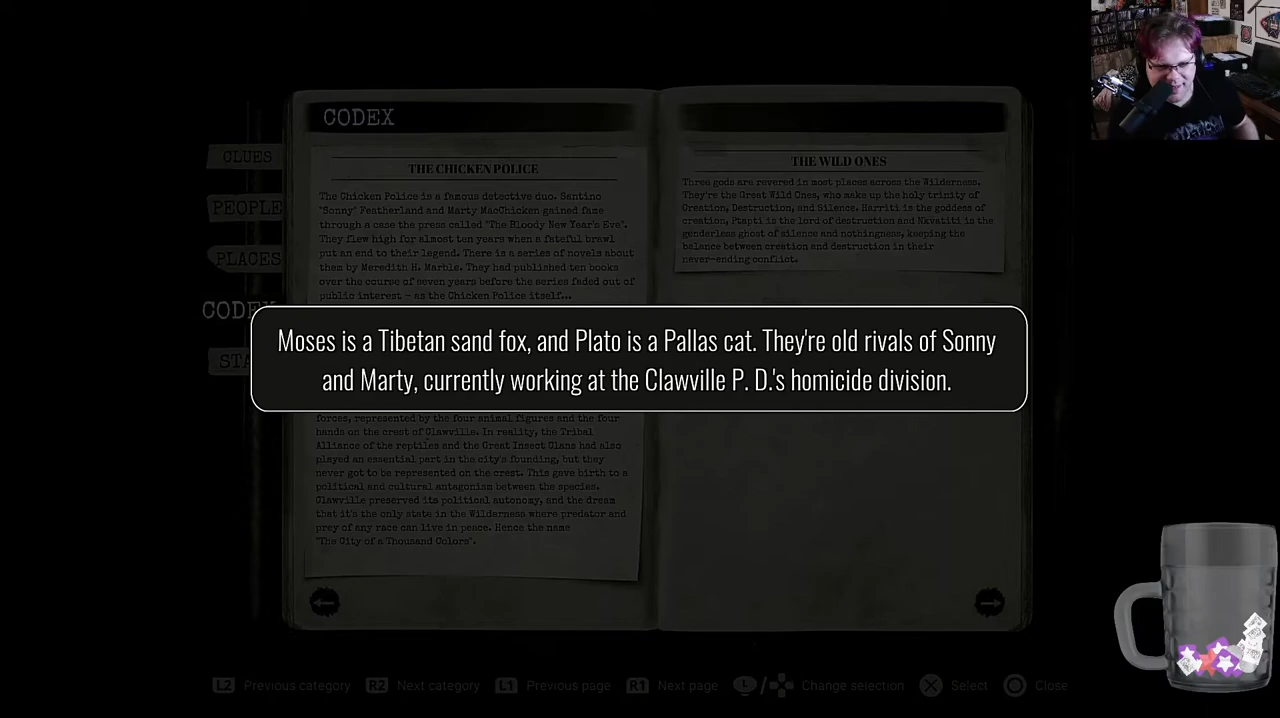 CODEX
CLUES
PEOPLE
PLACES
CODEX
STA
THE CHICKEN POLICE
The Chicken Police is a famous detective duo. Santino
"Sonny" Featherland and Marty MacChicken gained fame
through a case the press called "The Bloody New Year's Eve".
They flew high for almost ten years when a fateful brawl
put an end to their legend. There is a series of novels about
them by Meredith H. Marble. They had published ten books
over the course of seven years before the series faded out of
public interest – as the Chicken Police itself...
Moses is a Tibetan sand fox, and Plato is a Pallas cat. They're old rivals of Sonny
and Marty, currently working at the Clawville P. D.'s homicide division.
forces, represented by the four animal figures and the four
hands on the crest of Clawville. In reality, the Tribal
Alliance of the reptiles and the Great Insect Clans had also
played an essential part in the city's founding, but they
never got to be represented on the crest. This gave birth to a
political and cultural antagonism between the species.
Clawville preserved its political autonomy, and the dream
that it's the only state in the Wilderness where predator and
prey of any race can live in peace. Hence the name
"The City of a Thousand Colors".
THE WILD ONES
Three gods are revered in most places across the Wilderness.
They're the Great Wild Ones, who make up the holy trinity of
Creation, Destruction, and Silence. Harriti is the goddess of
creation, Ptapti is the lord of destruction and Nkvatiti is the
genderless ghost of silence and nothingness, keeping the
balance between creation and destruction in their
never-ending conflict.
L2 Previous category R2 Next category L1 Previous page R1 Next page L / Change selection Select Close